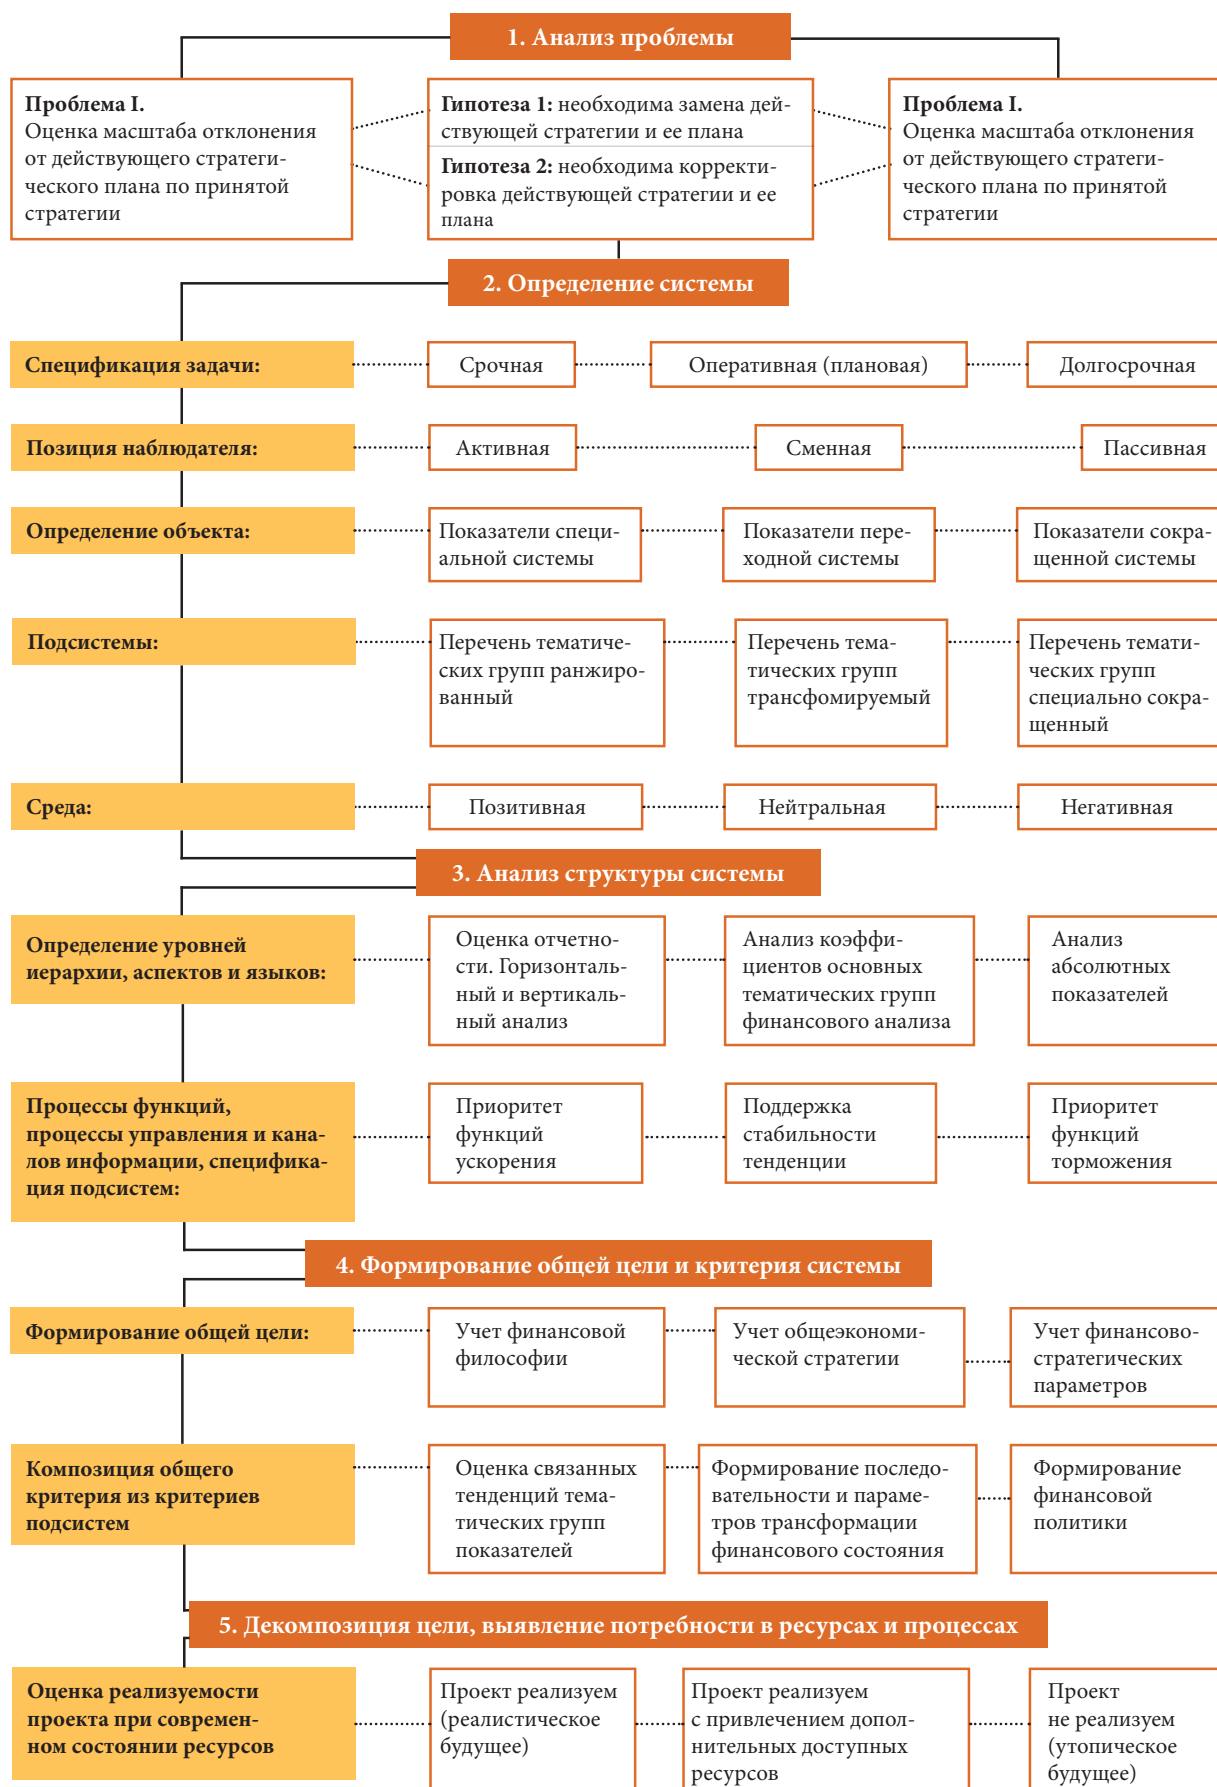 1. Анализ проблемы
Проблема I.
Оценка масштаба отклонения
от действующего стратеги-
ческого плана по принятой
стратегии
Гипотеза 1: необходима замена дей-
ствующей стратегии и ее плана
Гипотеза 2: необходима корректи-
ровка действующей стратегии и ее
плана
Проблема I.
Оценка масштаба отклонения
от действующего стратеги-
ческого плана по принятой
стратегии
2. Определение системы
Спецификация задачи:
Срочная
Оперативная (плановая)
Долгосрочная
Позиция наблюдателя:
Активная
Сменная
Пассивная
Определение объекта:
Показатели специ-
альной системы
Показатели пере-
ходной системы
Показатели сокра-
щенной системы
Подсистемы:
Перечень тематиче-
ских групп ранжиро-
ванный
Перечень тема-
тических групп
трансфомируемый
Перечень темати-
ческих групп
специально сокра-
щенный
Среда:
Позитивная
Нейтральная
Негативная
3. Анализ структуры системы
Определение уровней
иерархии, аспектов и языков:
Оценка отчетно-
сти. Горизонталь-
ный и вертикаль-
ный анализ
Анализ коэффи-
циентов основных
тематических групп
финансового анализа
Анализ
абсолютных
показателей
Процессы функций,
процессы управления и кана-
лов информации, специфика-
ция подсистем:
Приоритет
функций
ускорения
Поддержка
стабильности
тенденции
Приоритет
функций
торможения
4. Формирование общей цели и критерия системы
Формирование общей цели:
Учет финансовой
философии
Учет общеэкономи-
ческой стратегии
Учет финансово-
стратегических
параметров
Композиция общего
критерия из критериев
подсистем
Оценка связанных
тенденций тема-
тических групп
показателей
Формирование последо-
вательности и параме-
тров трансформации
финансового состояния
Формирование
финансовой
политики
5. Декомпозиция цели, выявление потребности в ресурсах и процессах
Оценка реализуемости
проекта при современ-
ном состоянии ресурсов
Проект реализуем
(реалистическое
будущее)
Проект реализуем
с привлечением допол-
нительных доступных
ресурсов
Проект
не реализуем
(утопическое
будущее)